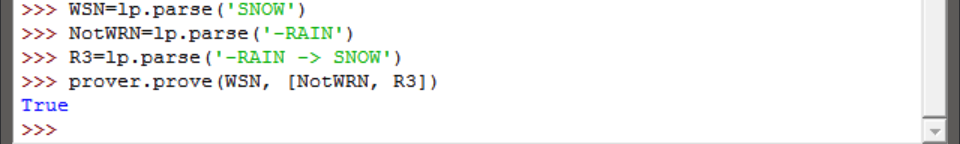 >>> WSN=lp.parse('SNOW')
>>> NotWRN=lp.parse('-RAIN')
>>> R3=lp.parse('-RAIN -> SNOW')
>>> prover.prove(WSN, [NotWRN, R3])
True
>>>